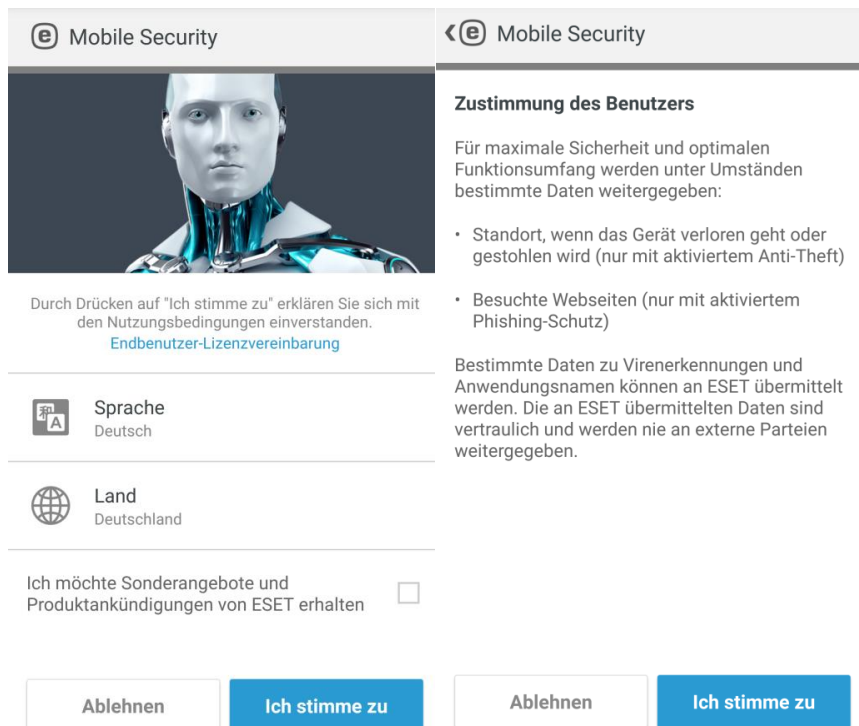 e Mobile Security
Durch Drücken auf "Ich stimme zu" erklären Sie sich mit
den Nutzungsbedingungen einverstanden.
Endbenutzer-Lizenzvereinbarung
和 A
Sprache
Deutsch
Land
Deutschland
Ich möchte Sonderangebote und
Produktankündigungen von ESET erhalten
Ablehnen
Ich stimme zu
e Mobile Security
Zustimmung des Benutzers
Für maximale Sicherheit und optimalen
Funktionsumfang werden unter Umständen
bestimmte Daten weitergegeben:
• Standort, wenn das Gerät verloren geht oder
gestohlen wird (nur mit aktiviertem Anti-Theft)
• Besuchte Webseiten (nur mit aktiviertem
Phishing-Schutz)
Bestimmte Daten zu Virenerkennungen und
Anwendungsnamen können an ESET übermittelt
werden. Die an ESET übermittelten Daten sind
vertraulich und werden nie an externe Parteien
weitergegeben.
Ablehnen
Ich stimme zu